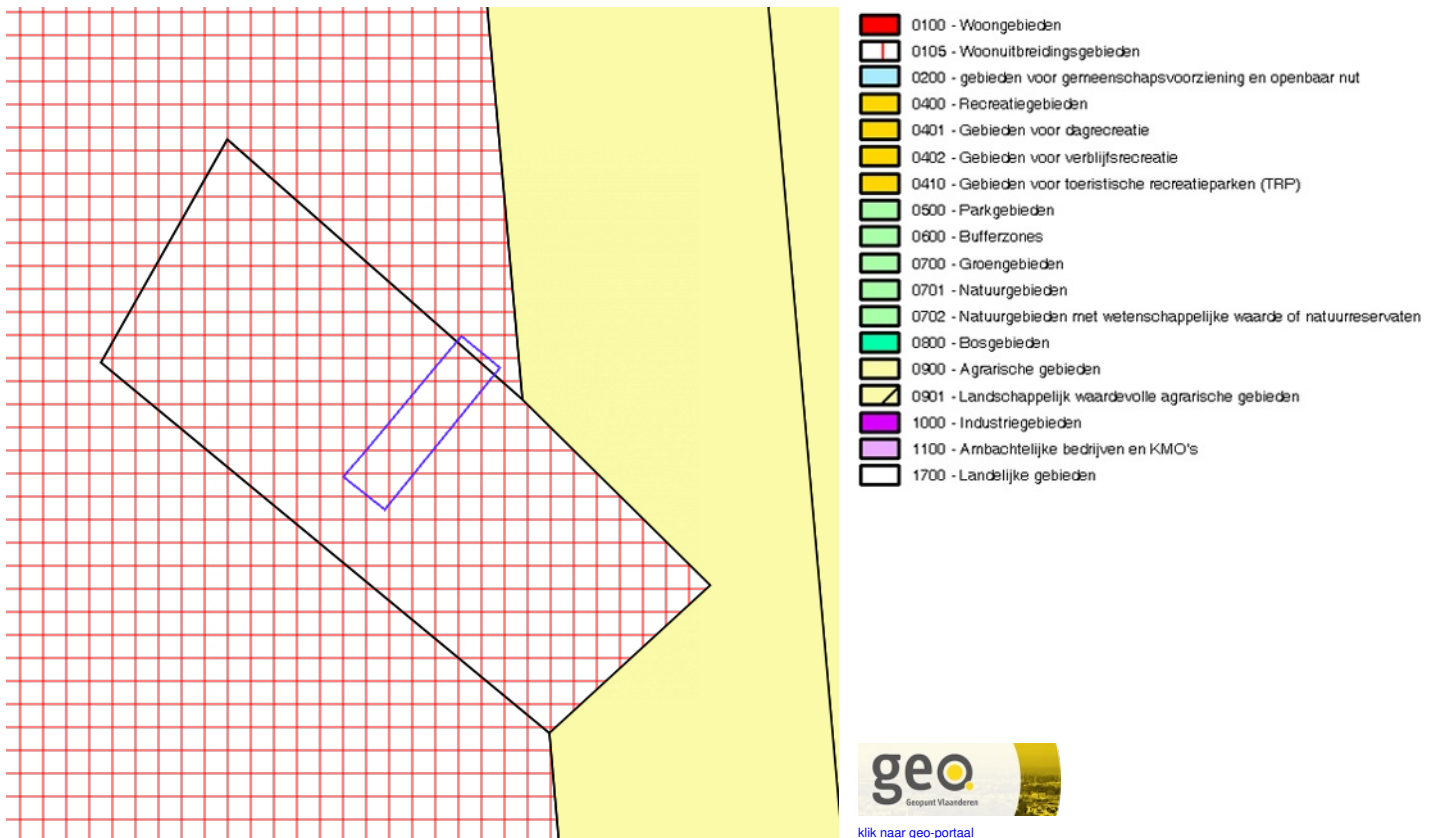 0100 - Woongebieden
0105 - Woonuitbreidingsgebieden
0200 - gebieden voor gemeenschapsvoorziening en openbaar nut
0400 - Recreatiegebieden
0401 - Gebieden voor dagrecreatie
0402 - Gebieden voor verblijfsrecreatie
0410 - Gebieden voor toeristische recreatieparken (TRP)
0500 - Parkgebieden
0600 - Bufferzones
0700 - Groengebieden
0701 - Natuurgebieden
0702 - Natuurgebieden met wetenschappelijke waarde of natuurreservaten
0800 - Bosgebieden
0900 - Agrarische gebieden
0901 - Landschappelijk waardevolle agrarische gebieden
1000 - Industriegebieden
1100 - Ambachtelijke bedrijven en KMO's
1700 - Landelijke gebieden
geo.
Geopunt Vlaanderen
klik naar geo-portaal